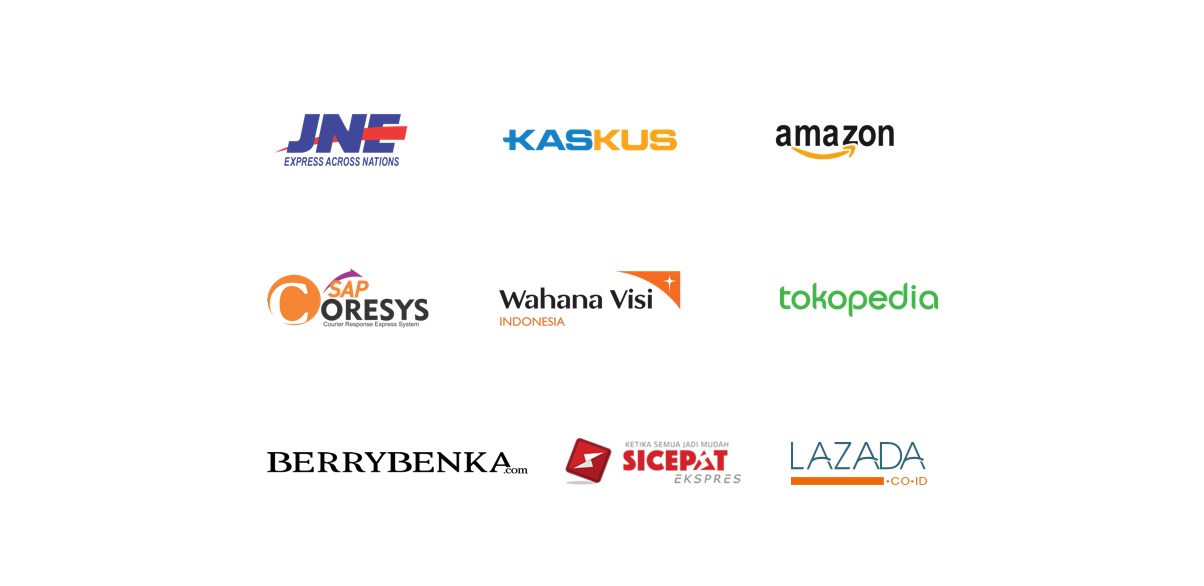 JNE
EXPRESS ACROSS NATIONS
KASKUS
amazon
SAP
CORESYS
Courier Response Express System
Wahana Visi
INDONESIA
tokopedia
BERRYBENKA.com
KETIKA SEMUA JADI MUDAH
SICEPAT
EKSPRES
LAZADA
•CO•ID